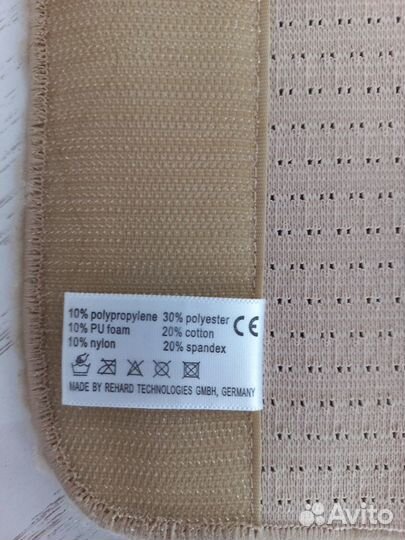 10% polypropylene 30% polyester
10% PU foam 20% cotton CE
10% nylon 20% spandex
MADE BY REHARD TECHNOLOGIES GMBH, GERMANY
Avito